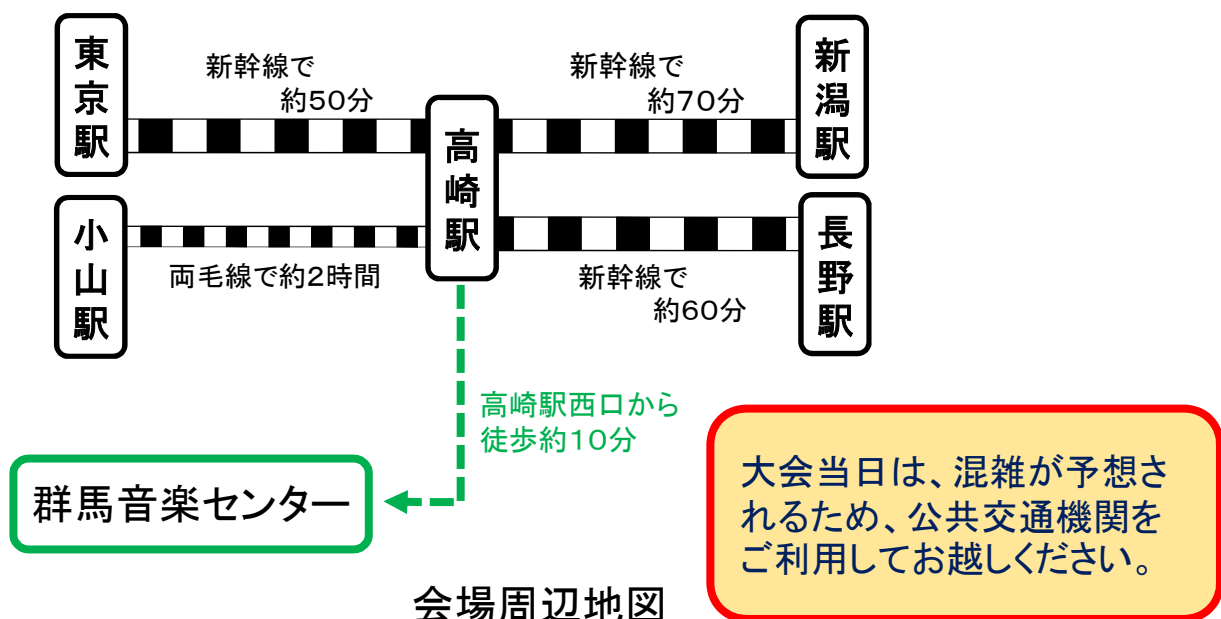 東京駅
新幹線で
約50分
新幹線で
約70分
新潟駅
高崎駅
小山駅
両毛線で約2時間
新幹線で
約60分
長野駅
高崎駅西口から
徒歩約10分
群馬音楽センター
大会当日は、混雑が予想さ
れるため、公共交通機関を
ご利用してお越しください。
会場周辺地図